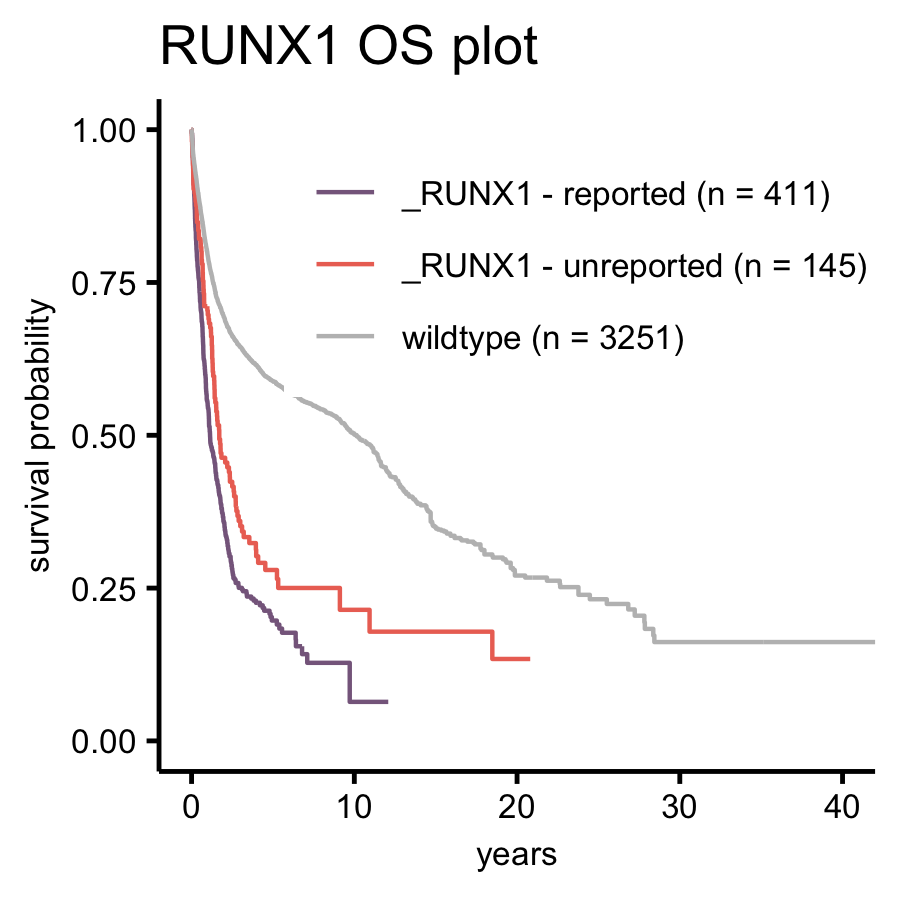 RUNX1 OS plot
1.00
0.75
0.50
0.25
0.00
survival probability
_RUNX1 - reported (n = 411)
_RUNX1 - unreported (n = 145)
wildtype (n = 3251)
0 10 20 30 40
years